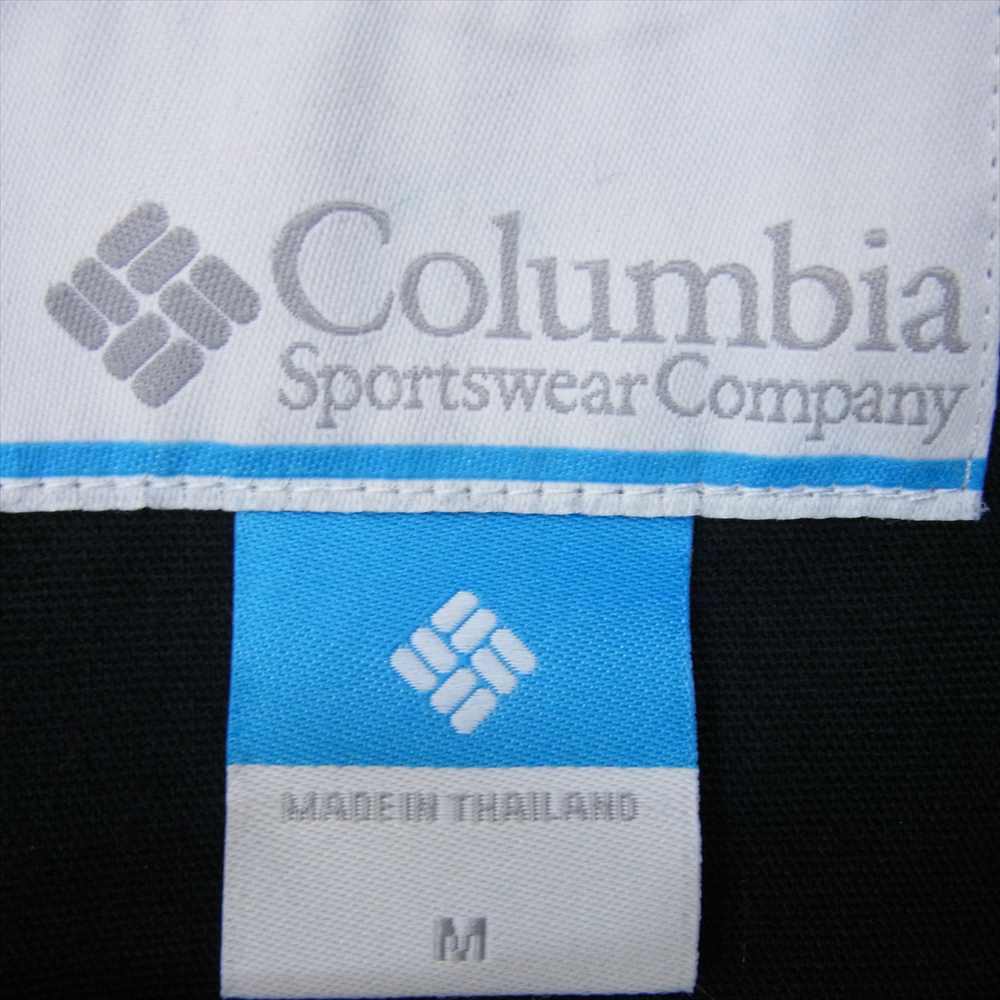 Columbia
Sportswear Company
MADE IN THAILAND
M